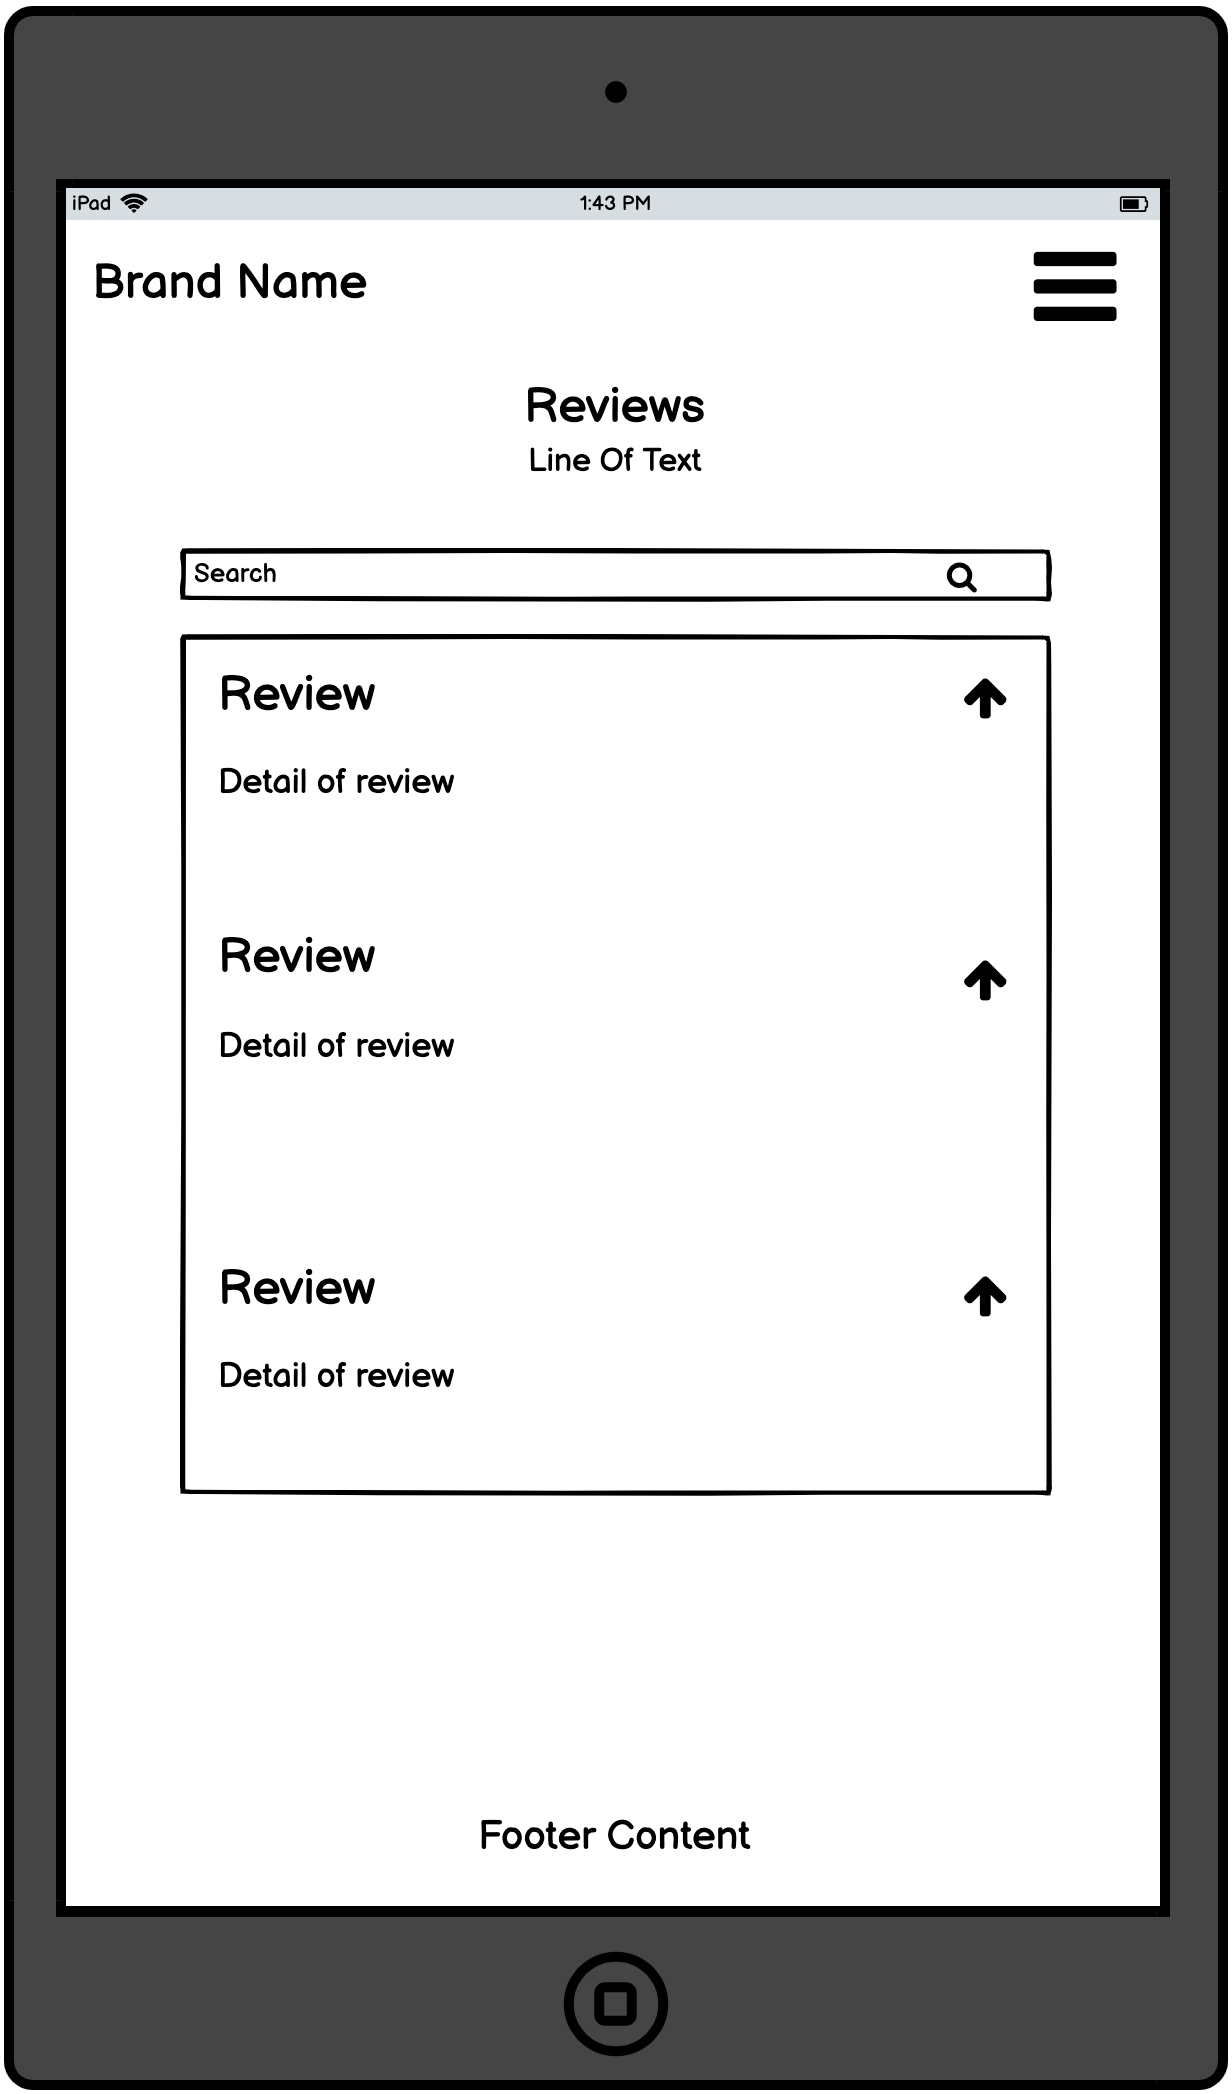 iPad
1:43 PM
Brand Name
Reviews
Line Of Text
Search
Review
Detail of review
Review
Detail of review
Review
Detail of review
Footer Content